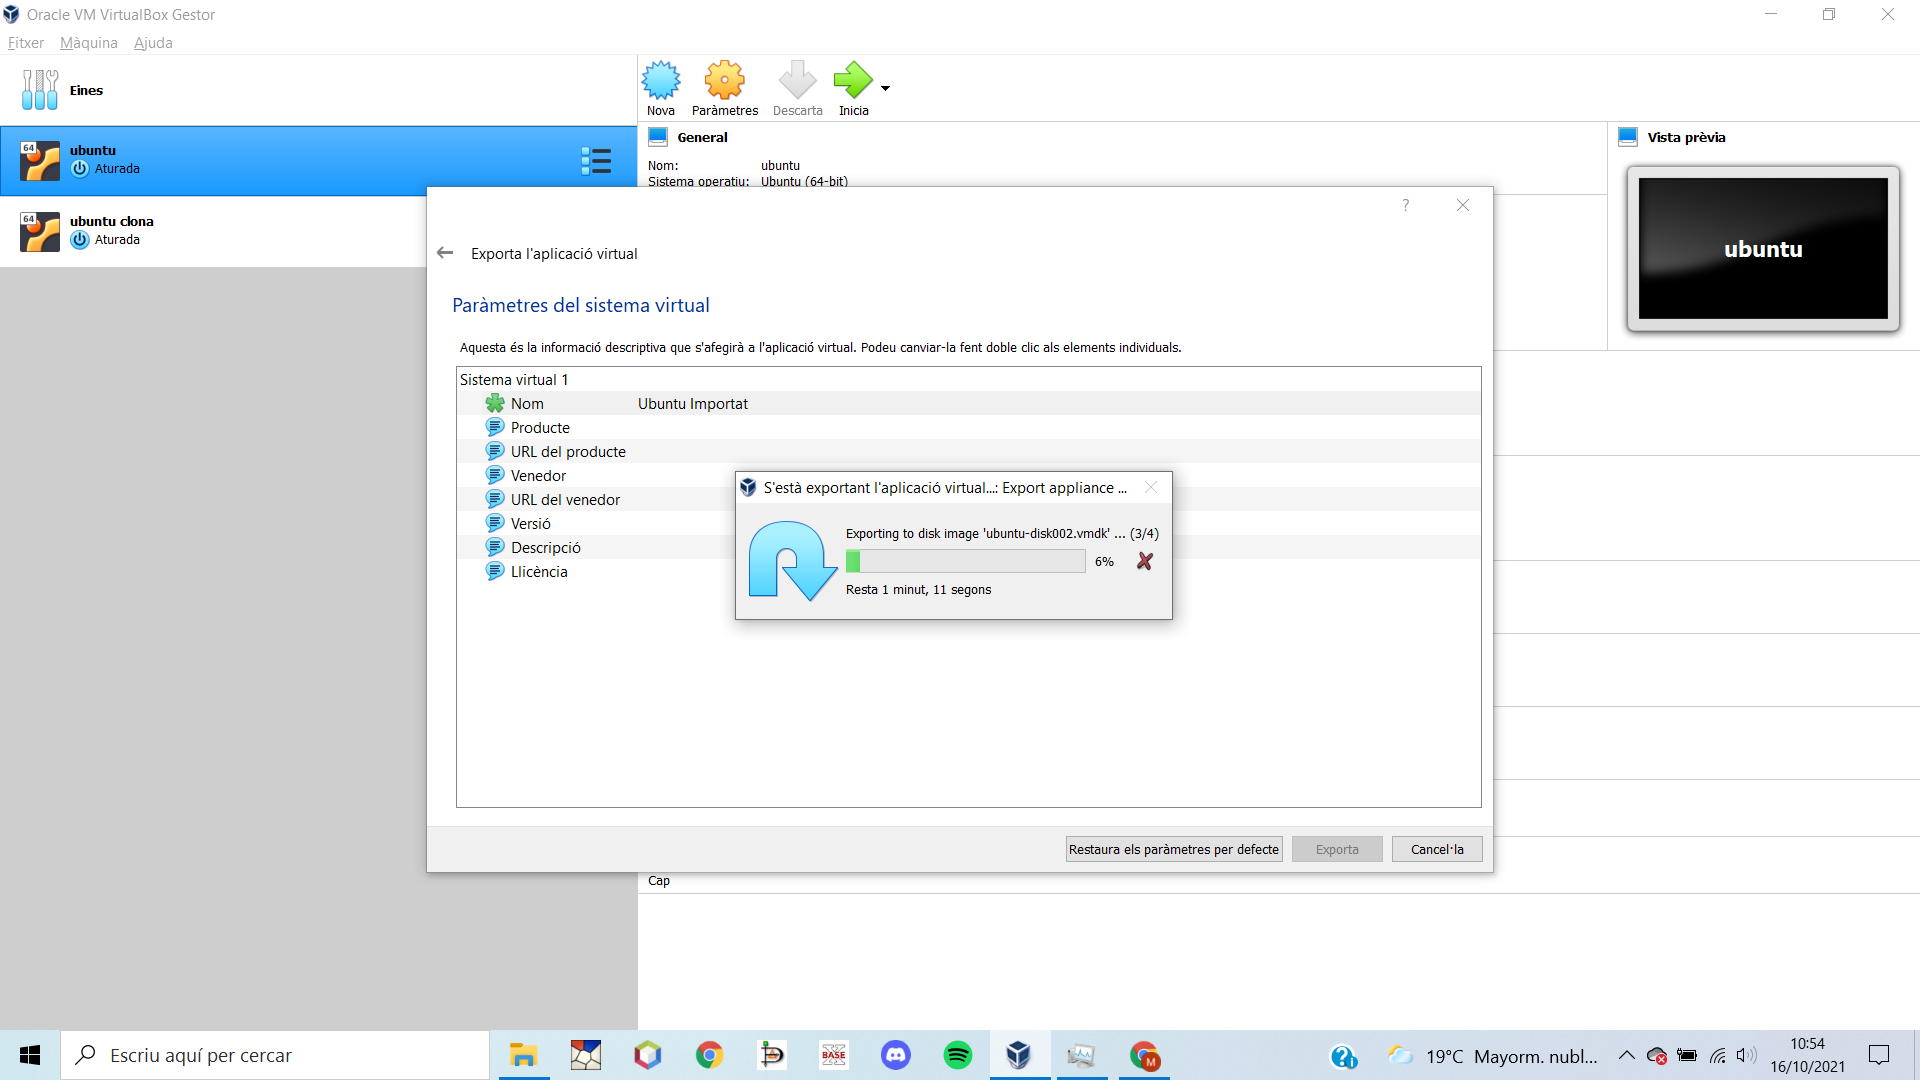 Oracle VM VirtualBox Gestor
Fitxer Màquina Ajuda
Eines
64 ubuntu
Aturada
64 ubuntu clona
Aturada
Nova Paràmetres Descarta Inicia
General
Nom: ubuntu
Sistema operatiu: Ubuntu (64-bit)
Vista prèvia
ubuntu
?
Exporta l'aplicació virtual
Paràmetres del sistema virtual
Aquesta és la informació descriptiva que s'afegirà a l'aplicació virtual. Podeu canviar-la fent doble clic als elements individuals.
Sistema virtual 1
Nom Ubuntu Importat
Producte
URL del producte
Venedor
URL del venedor
Versió
Descripció
Llicència
S'està exportant l'aplicació virtual...: Export appliance ...
Exporting to disk image 'ubuntu-disk002.vmdk' ... (3/4)
6%
Resta 1 minut, 11 segons
Restaura els paràmetres per defecte Exporta Cancel·la
Cap
Escriu aquí per cercar
BASE
M
19°C Mayorm. nubl...
10:54
16/10/2021